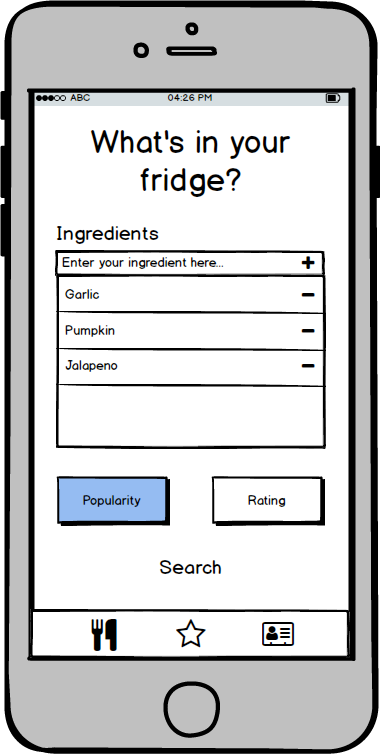 ABC 04:26 PM
What's in your
fridge?
Ingredients
Enter your ingredient here...
Garlic
Pumpkin
Jalapeno
Popularity Rating
Search